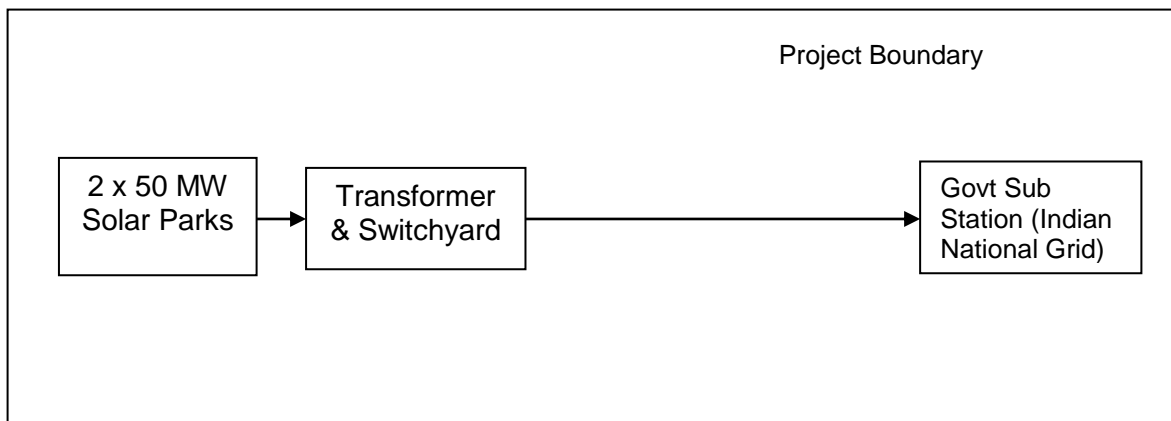 Project Boundary
2 x 50 MW
Solar Parks
Transformer
& Switchyard
Govt Sub
Station (Indian
National Grid)